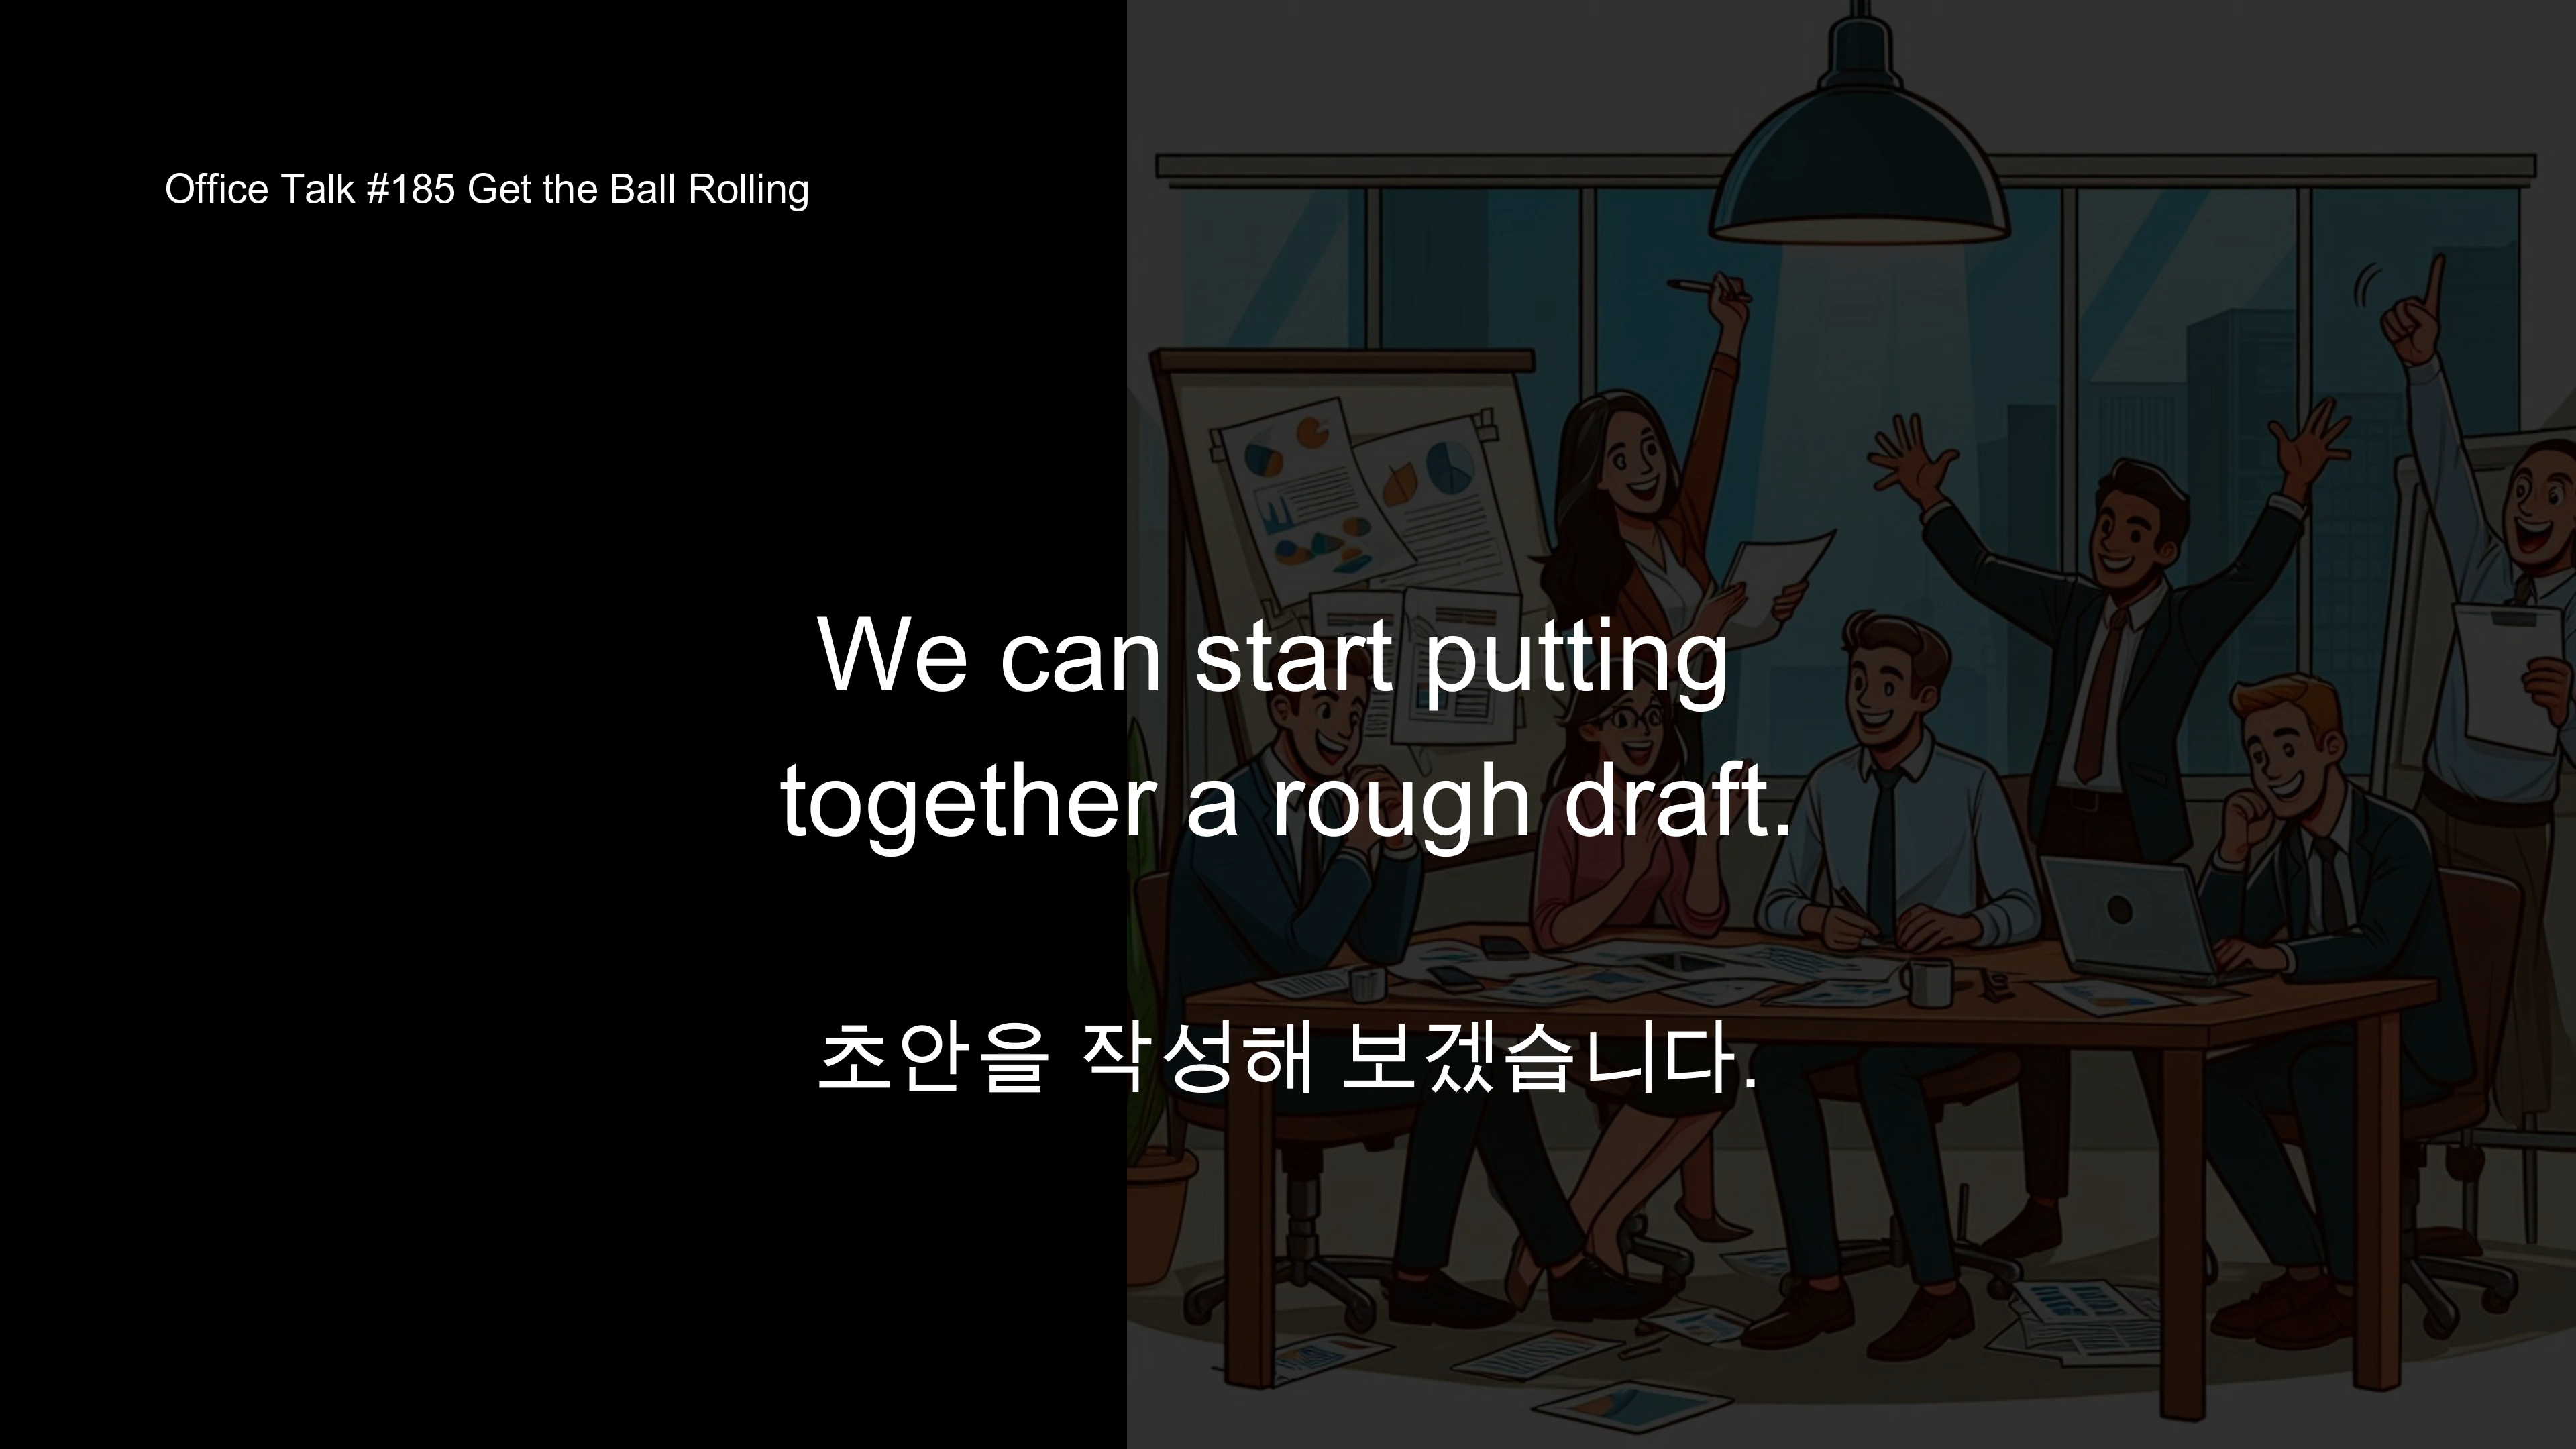 Office Talk #185 Get the Ball Rolling
We can start putting
together a rough draft.
초안을 작성해 보겠습니다.